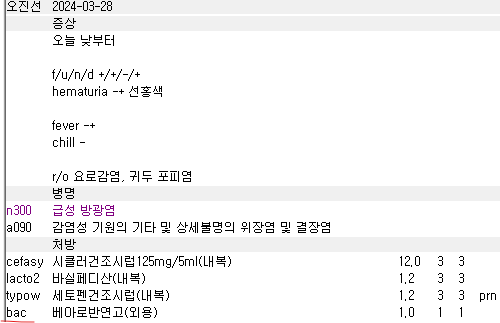 오진선 2024-03-28
증상
오늘 낮부터
f/u/n/d +/+/-/+
hematuria -+ 선홍색
fever -+
chill -
r/o 요로감염, 귀두 포피염
병명
n300 급성 방광염
a090 감염성 기원의 기타 및 상세불명의 위장염 및 결장염
처방
cefasy 시클러건조시럽125mg/5ml(내복) 12.0 3 3
lacto2 바실페디산(내복) 1.2 3 3
typow 세토펜건조시럽(내복) 1.2 3 3 prn
bac 베아로반연고(외용) 1.0 1 1